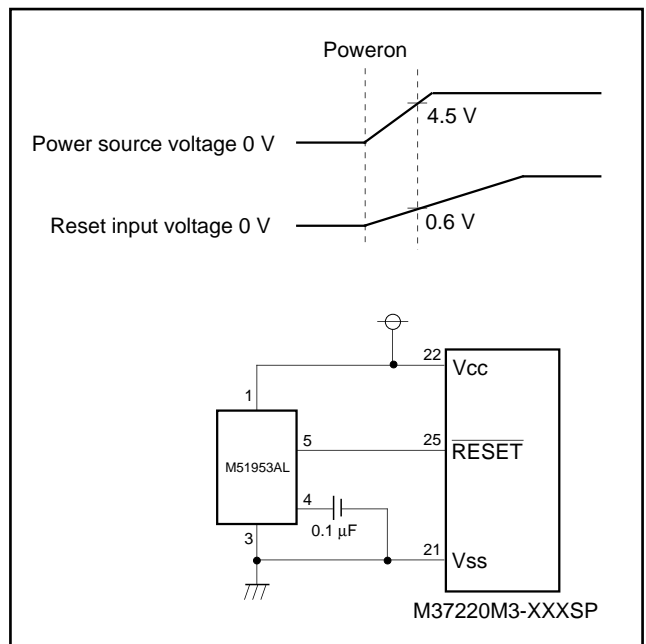 Poweron
4.5 V
Power source voltage 0 V
0.6 V
Reset input voltage 0 V
22
Vcc
1
5
25
RESET
M51953AL
4
0.1 μF
3
21
Vss
M37220M3-XXXSP